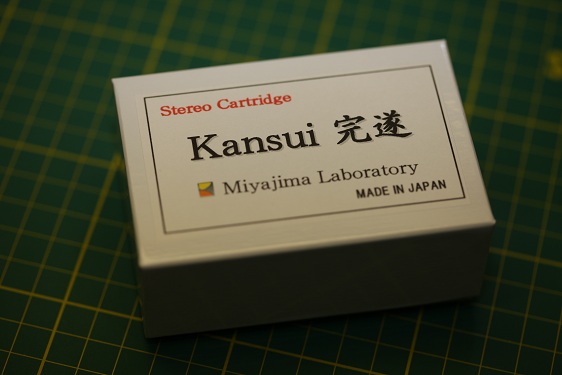 Stereo Cartridge
Kansui 完遂
Miyajima Laboratory
MADE IN JAPAN